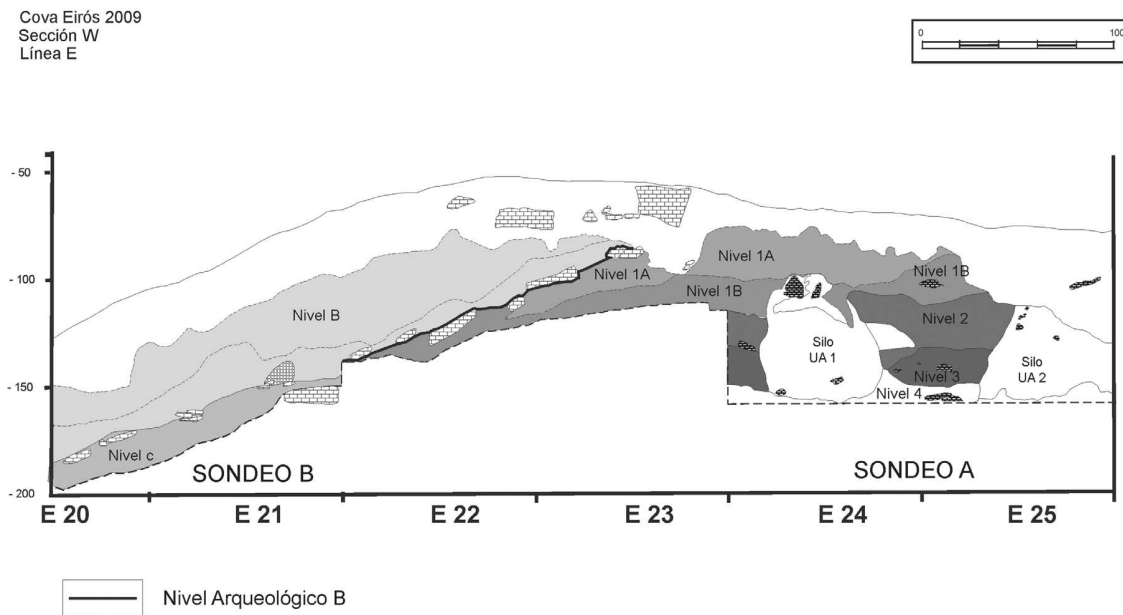 Cova Eirós 2009
Sección W
Línea E
0 100
- 50
- 100
- 150
- 200
Nivel B
Nivel c
Nivel 1A
Nivel 1B
Nivel 1A
Nivel 1B
Nivel 2
Nivel 3
Nivel 4
Silo
UA 1
Silo
UA 2
SONDEO B
SONDEO A
E 20 E 21 E 22 E 23 E 24 E 25
Nivel Arqueológico B